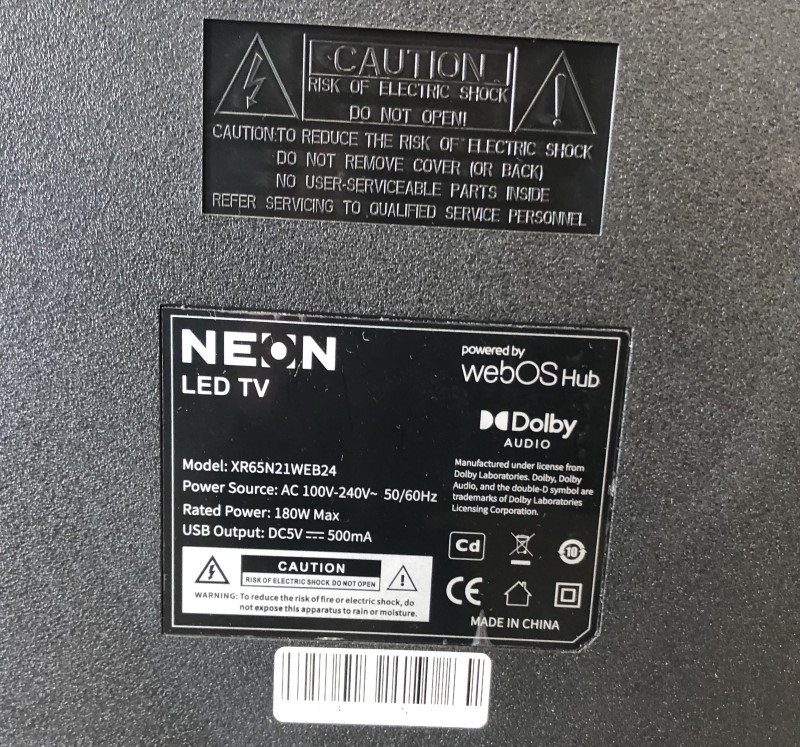 CAUTION
RISK OF ELECTRIC SHOCK
DO NOT OPEN!
CAUTION:TO REDUCE THE RISK OF ELECTRIC SHOCK
DO NOT REMOVE COVER (OR BACK)
NO USER-SERVICEABLE PARTS INSIDE
REFER SERVICING TO QUALIFIED SERVICE PERSONNEL
NEON
LED TV
powered by
webOS Hub
Dolby
AUDIO
Model: XR65N21WEB24
Power Source: AC 100V-240V~ 50/60Hz
Rated Power: 180W Max
USB Output: DC5V 500mA
Manufactured under license from
Dolby Laboratories. Dolby, Dolby
Audio, and the double-D symbol are
trademarks of Dolby Laboratories
Licensing Corporation.
Cd
10
CE
CAUTION
RISK OF ELECTRIC SHOCK DO NOT OPEN
WARNING: To reduce the risk of fire or electric shock, do
not expose this apparatus to rain or moisture.
MADE IN CHINA